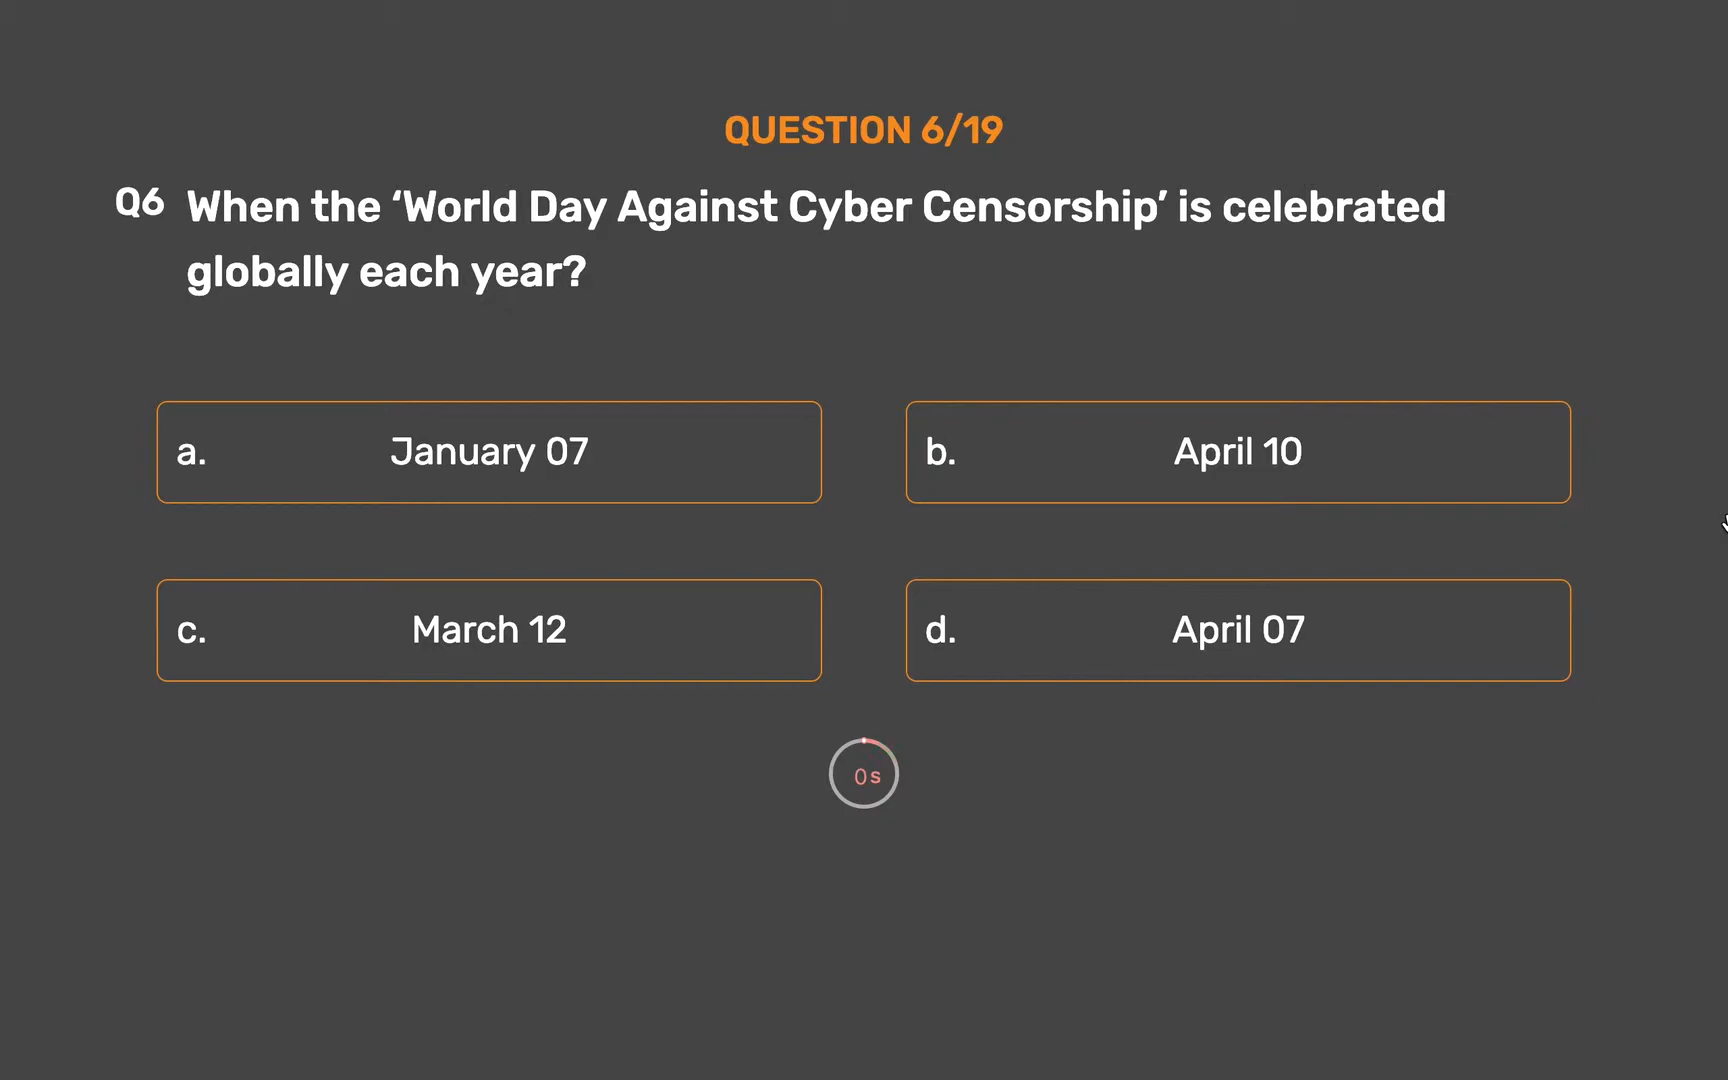 QUESTION 6/19
Q6 When the ‘World Day Against Cyber Censorship’ is celebrated
globally each year?
a. January 07
b. April 10
c. March 12
d. April 07
0s